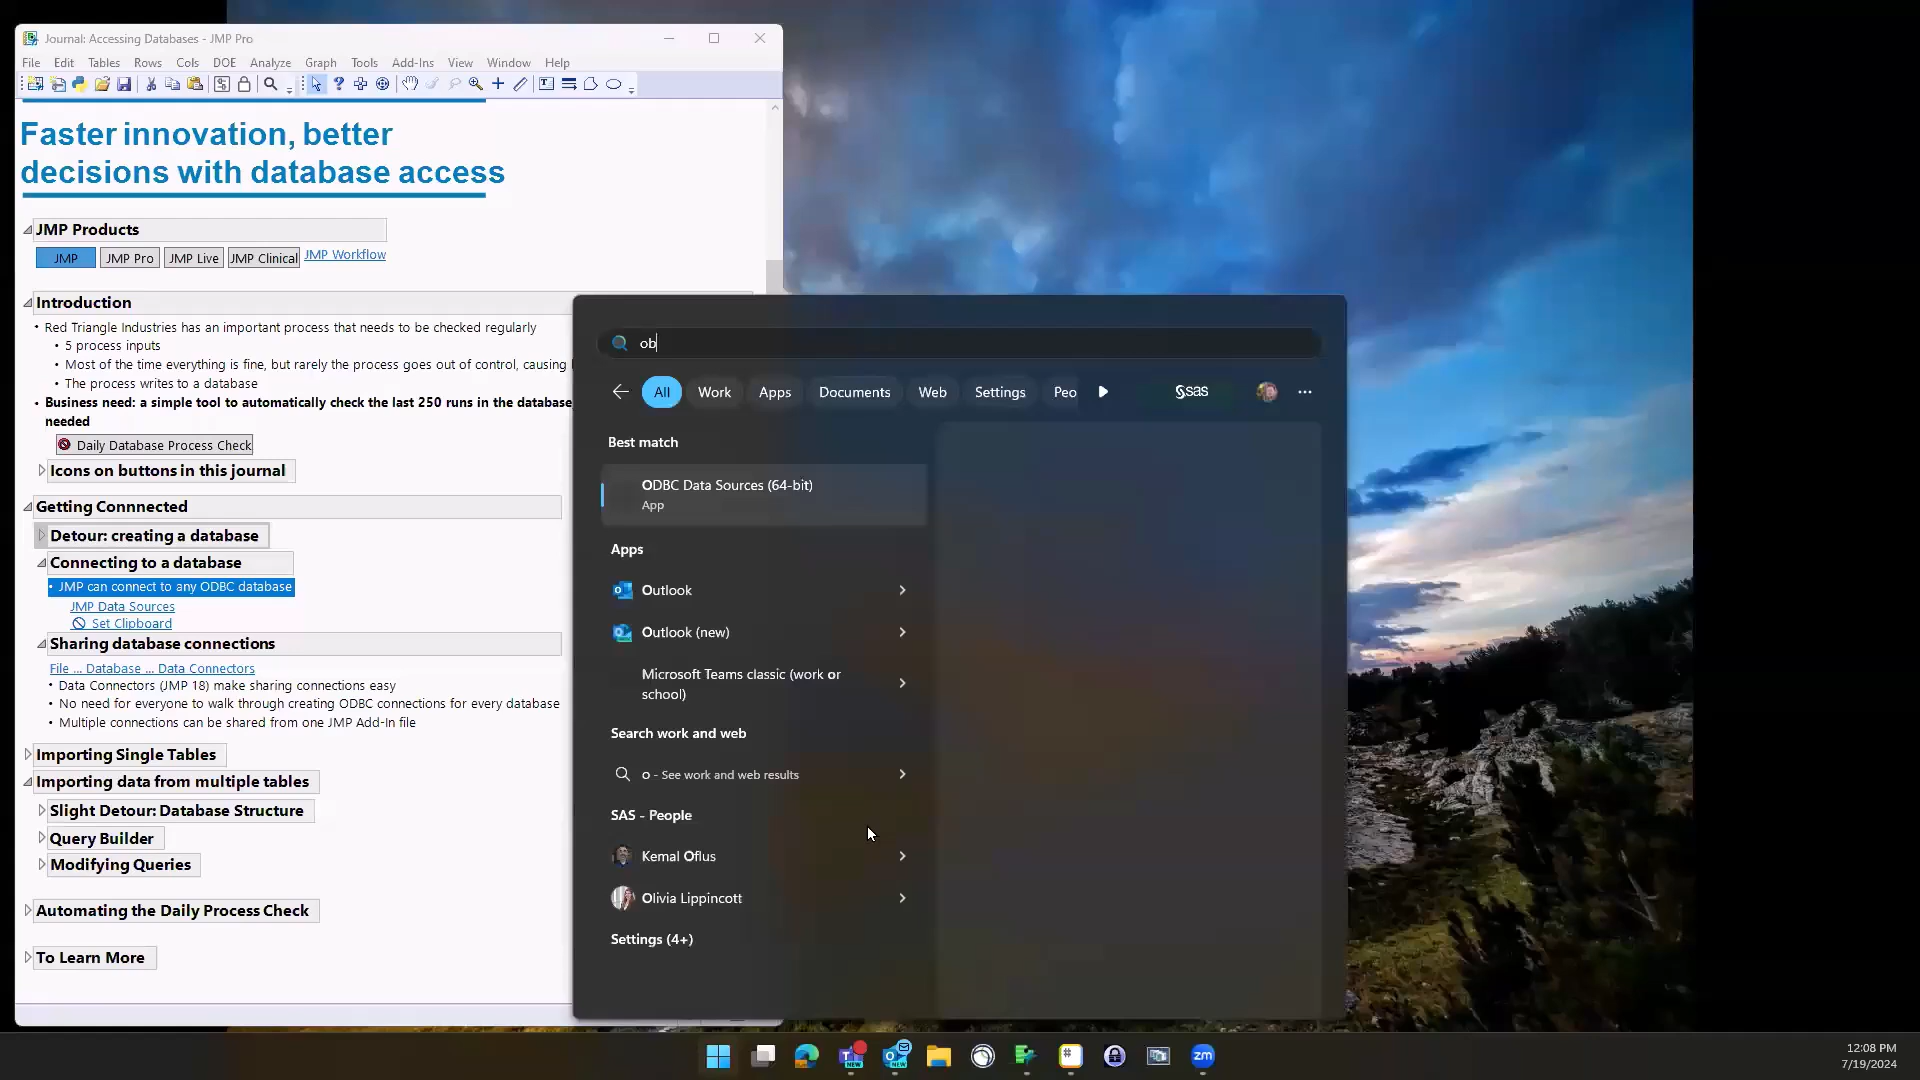 Journal: Accessing Databases - JMP Pro
File Edit Tables Rows Cols DOE Analyze Graph Tools Add-Ins View Window Help
Faster innovation, better
decisions with database access
JMP Products
JMP
JMP Pro
JMP Live
JMP Clinical
JMP Workflow
Introduction
• Red Triangle Industries has an important process that needs to be checked regularly
• 5 process inputs
• Most of the time everything is fine, but rarely the process goes out of control, causing
• The process writes to a database
• Business need: a simple tool to automatically check the last 250 runs in the database,
needed
Daily Database Process Check
Icons on buttons in this journal
Getting Connnected
Detour: creating a database
Connecting to a database
• JMP can connect to any ODBC database
JMP Data Sources
Set Clipboard
Sharing database connections
File ... Database ... Data Connectors
• Data Connectors (JMP 18) make sharing connections easy
• No need for everyone to walk through creating ODBC connections for every database
• Multiple connections can be shared from one JMP Add-In file
Importing Single Tables
Importing data from multiple tables
Slight Detour: Database Structure
Query Builder
Modifying Queries
Automating the Daily Process Check
To Learn More
ob
All Work Apps Documents Web Settings Peo
sas
Best match
ODBC Data Sources (64-bit)
App
Apps
Outlook
Outlook (new)
Microsoft Teams classic (work or
school)
Search work and web
o - See work and web results
SAS - People
Kemal Oflus
Olivia Lippincott
Settings (4+)
NEW
NEW
zm
12:08 PM
7/19/2024